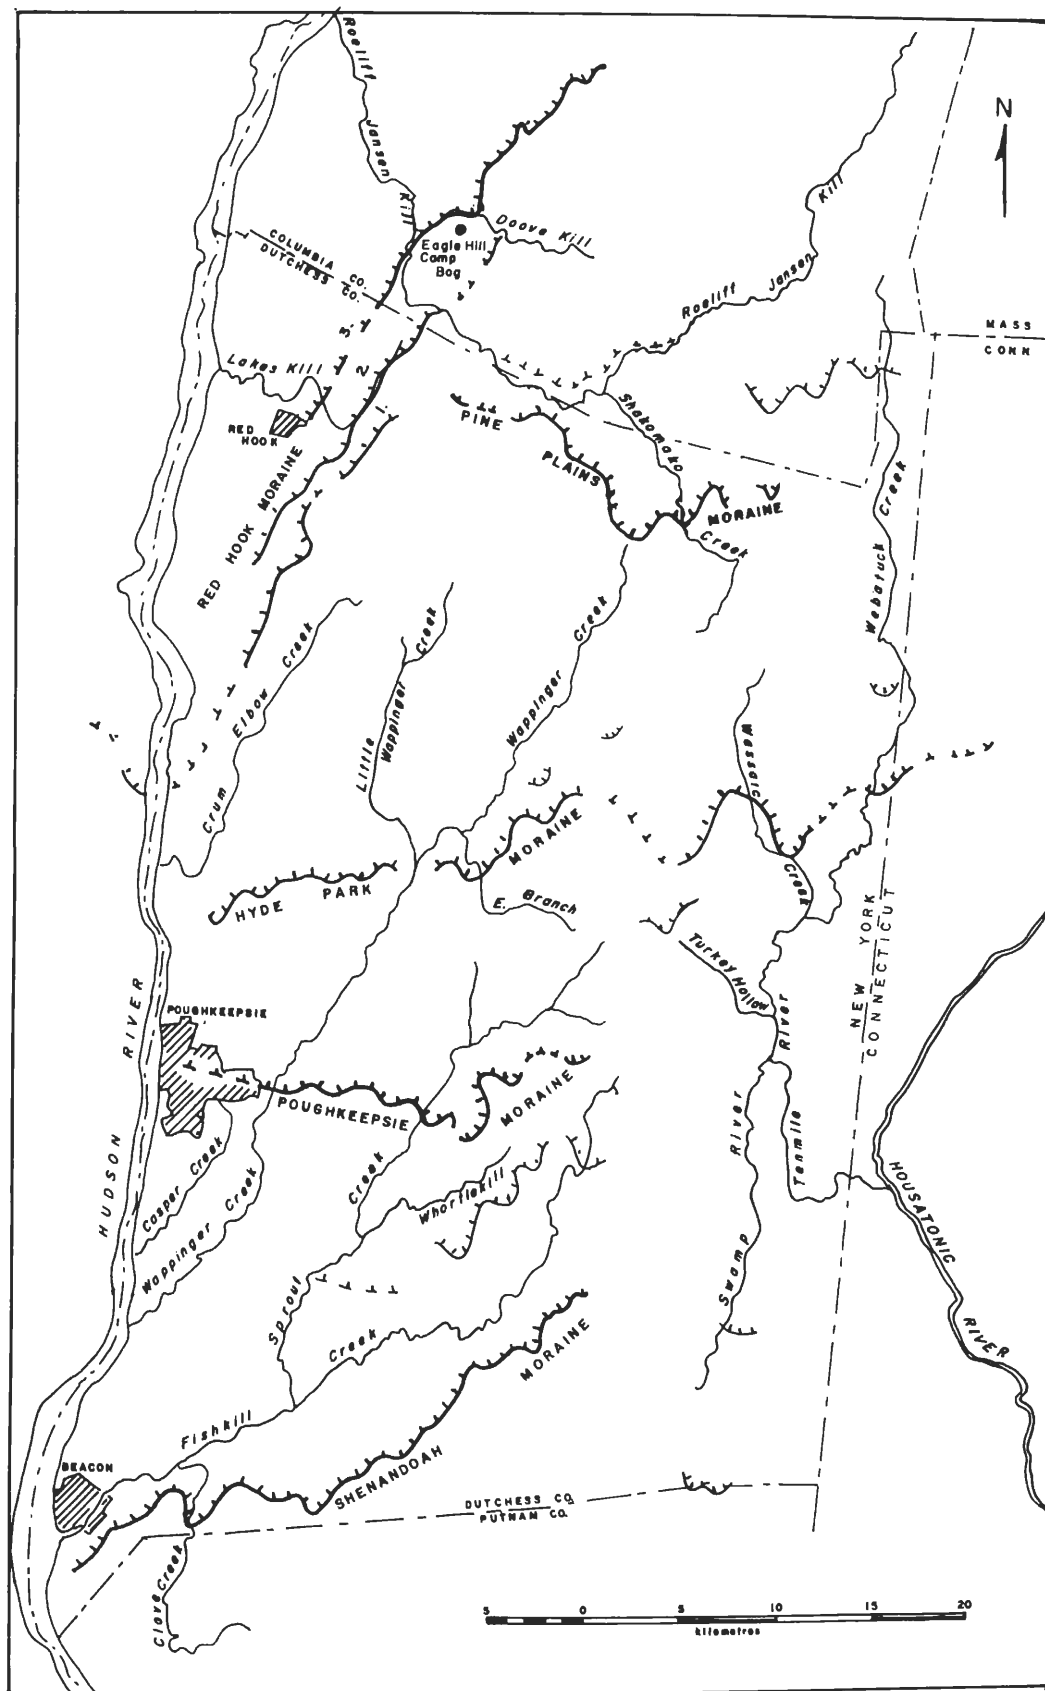 Roeliff
Jansen
Kill
N
Doove Kill
Eagle Hill
Camp
Bog
COLUMBIA CO.
DUTCHESS CO.
Roeliff Jansen Kill
MASS
CONN
Lakes Kill
3.
2
1.
RED
HOOK
RED HOOK MORAINE
PINE
PLAINS
MORAINE
Shekomeko
Creek
Webatuck Creek
Crum Elbow Creek
Little
Wappinger Creek
Wappinger Creek
Wassaic
Creek
HYDE PARK
MORAINE
E. Branch
Turkey Hollow
River
NEW YORK
CONNECTICUT
HUDSON RIVER
POUGHKEEPSIE
POUGHKEEPSIE
MORAINE
Casper Creek
Wappinger Creek
Whortlekill
Sprout
Creek
Swamp River
Tenmile
HOUSATONIC
RIVER
Fishkill
Creek
SHENANDOAH
MORAINE
BEACON
DUTCHESS CO.
PUTNAM CO.
Clove Creek
5 0 5 10 15 20
kilometres